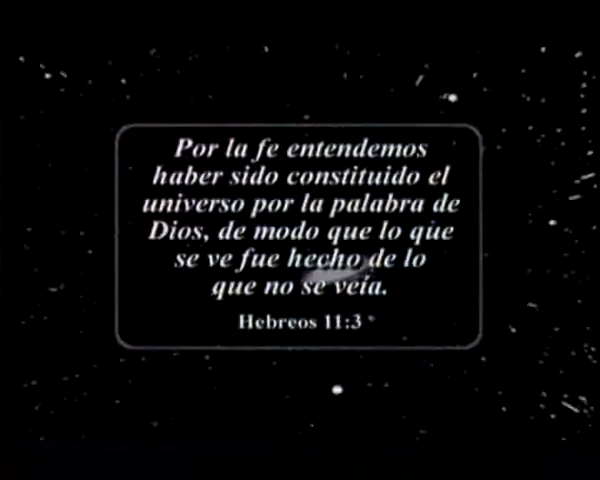 Por la fe entendemos
haber sido constituido el
universo por la palabra de
Dios, de modo que lo que
se ve fue hecho de lo
que no se veía.
Hebreos 11:3